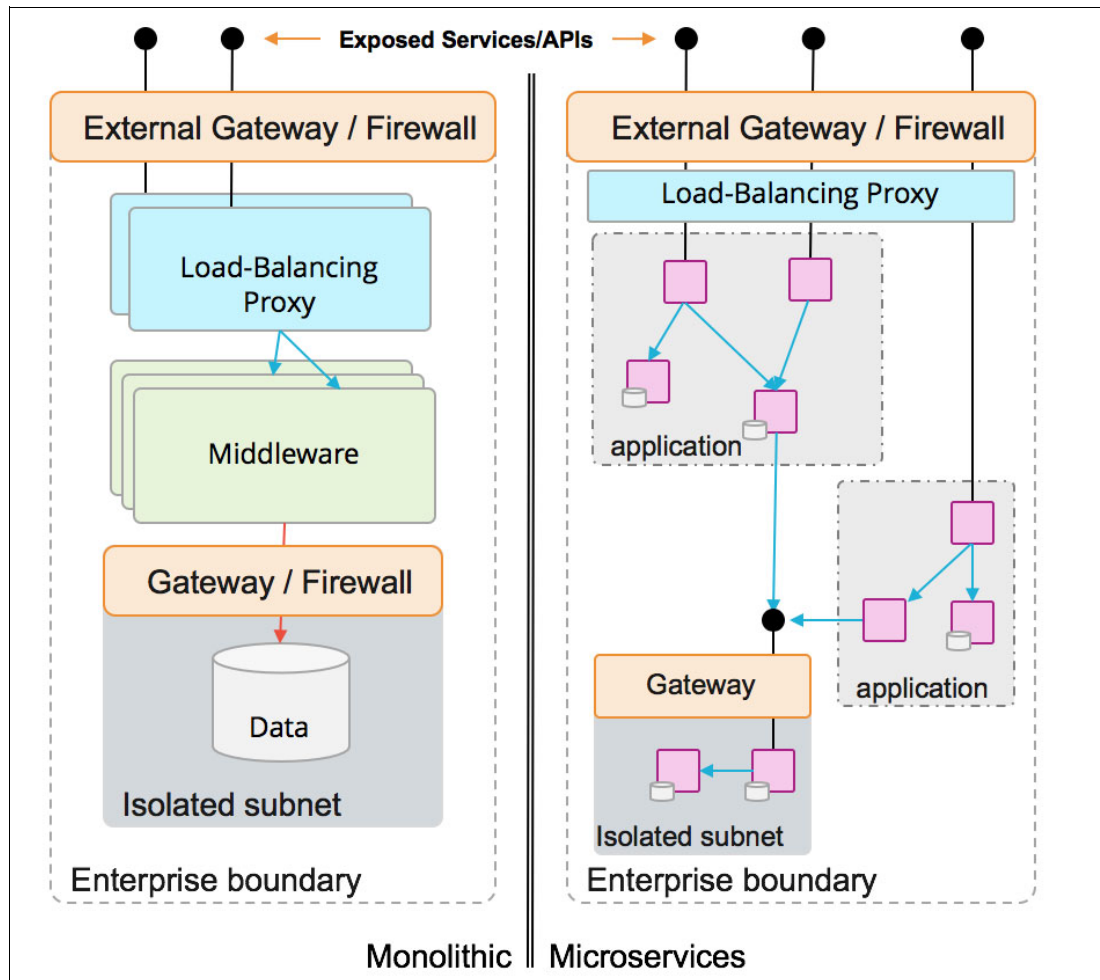 Exposed Services/APIs
External Gateway / Firewall
Load-Balancing
Proxy
Middleware
Gateway / Firewall
Data
Isolated subnet
Enterprise boundary
Monolithic
External Gateway / Firewall
Load-Balancing Proxy
application
application
Gateway
Isolated subnet
Enterprise boundary
Microservices